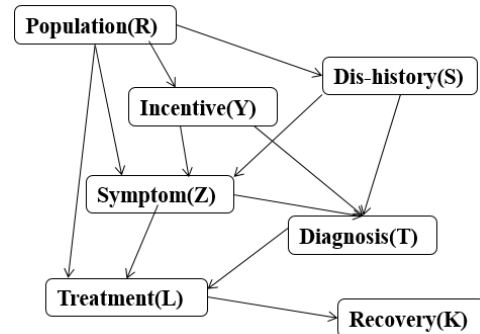 Population(R)
Dis-history(S)
Incentive(Y)
Symptom(Z)
Diagnosis(T)
Treatment(L)
Recovery(K)